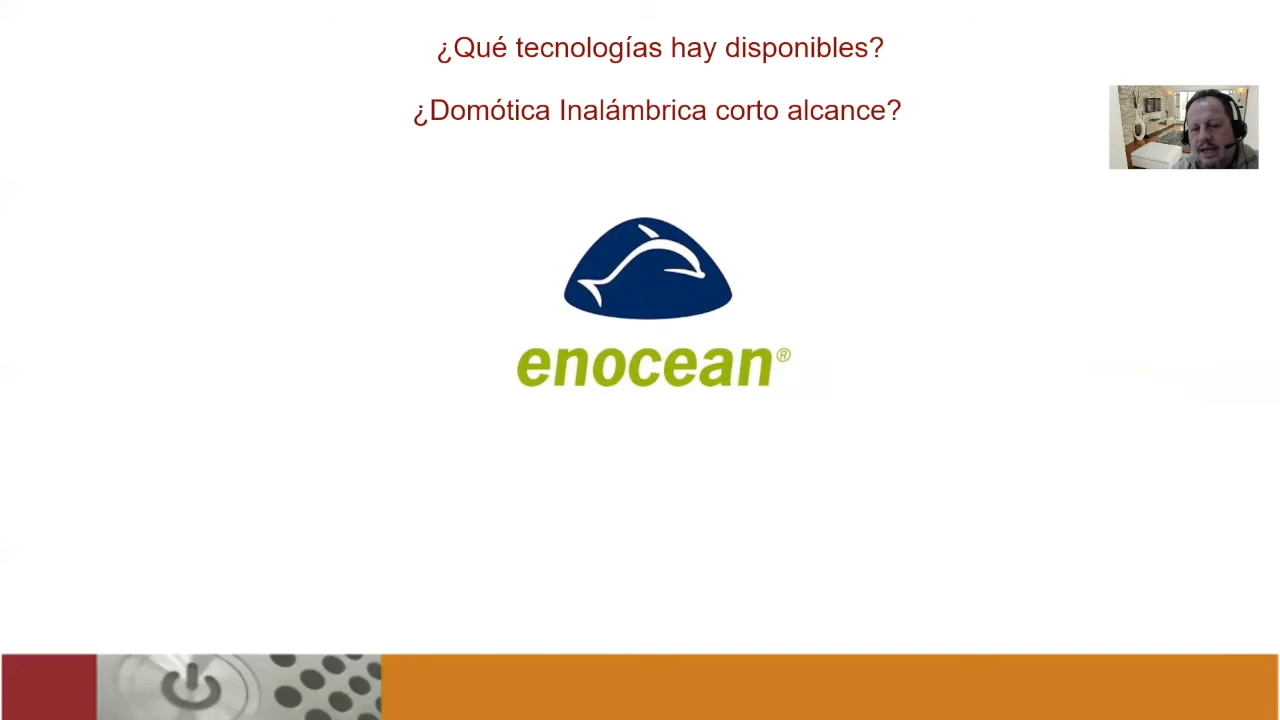 ¿Qué tecnologías hay disponibles?
¿Domótica Inalámbrica corto alcance?
enocean®